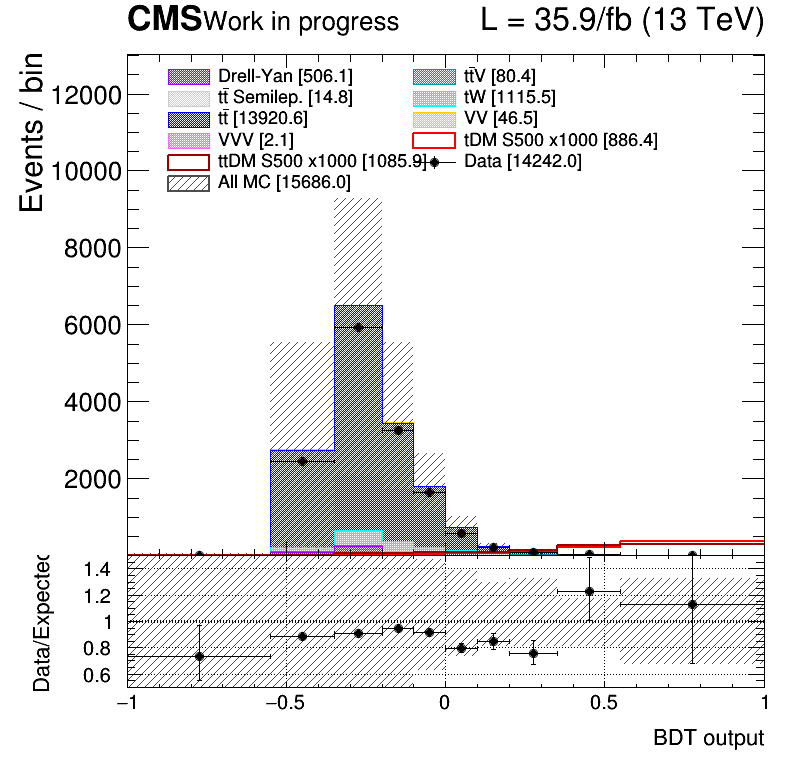 CMS Work in progress L = 35.9/fb (13 TeV)
Events / bin
12000
10000
8000
6000
4000
2000
Drell-Yan [506.1] tt̄V [80.4]
tt̄ Semilep. [14.8] tW [1115.5]
tt̄ [13920.6] VV [46.5]
VVV [2.1] tDM S500 x1000 [886.4]
ttDM S500 x1000 [1085.9] Data [14242.0]
All MC [15686.0]
Data/Expected
1.4
1.2
1
0.8
0.6
−1 −0.5 0 0.5 1
BDT output